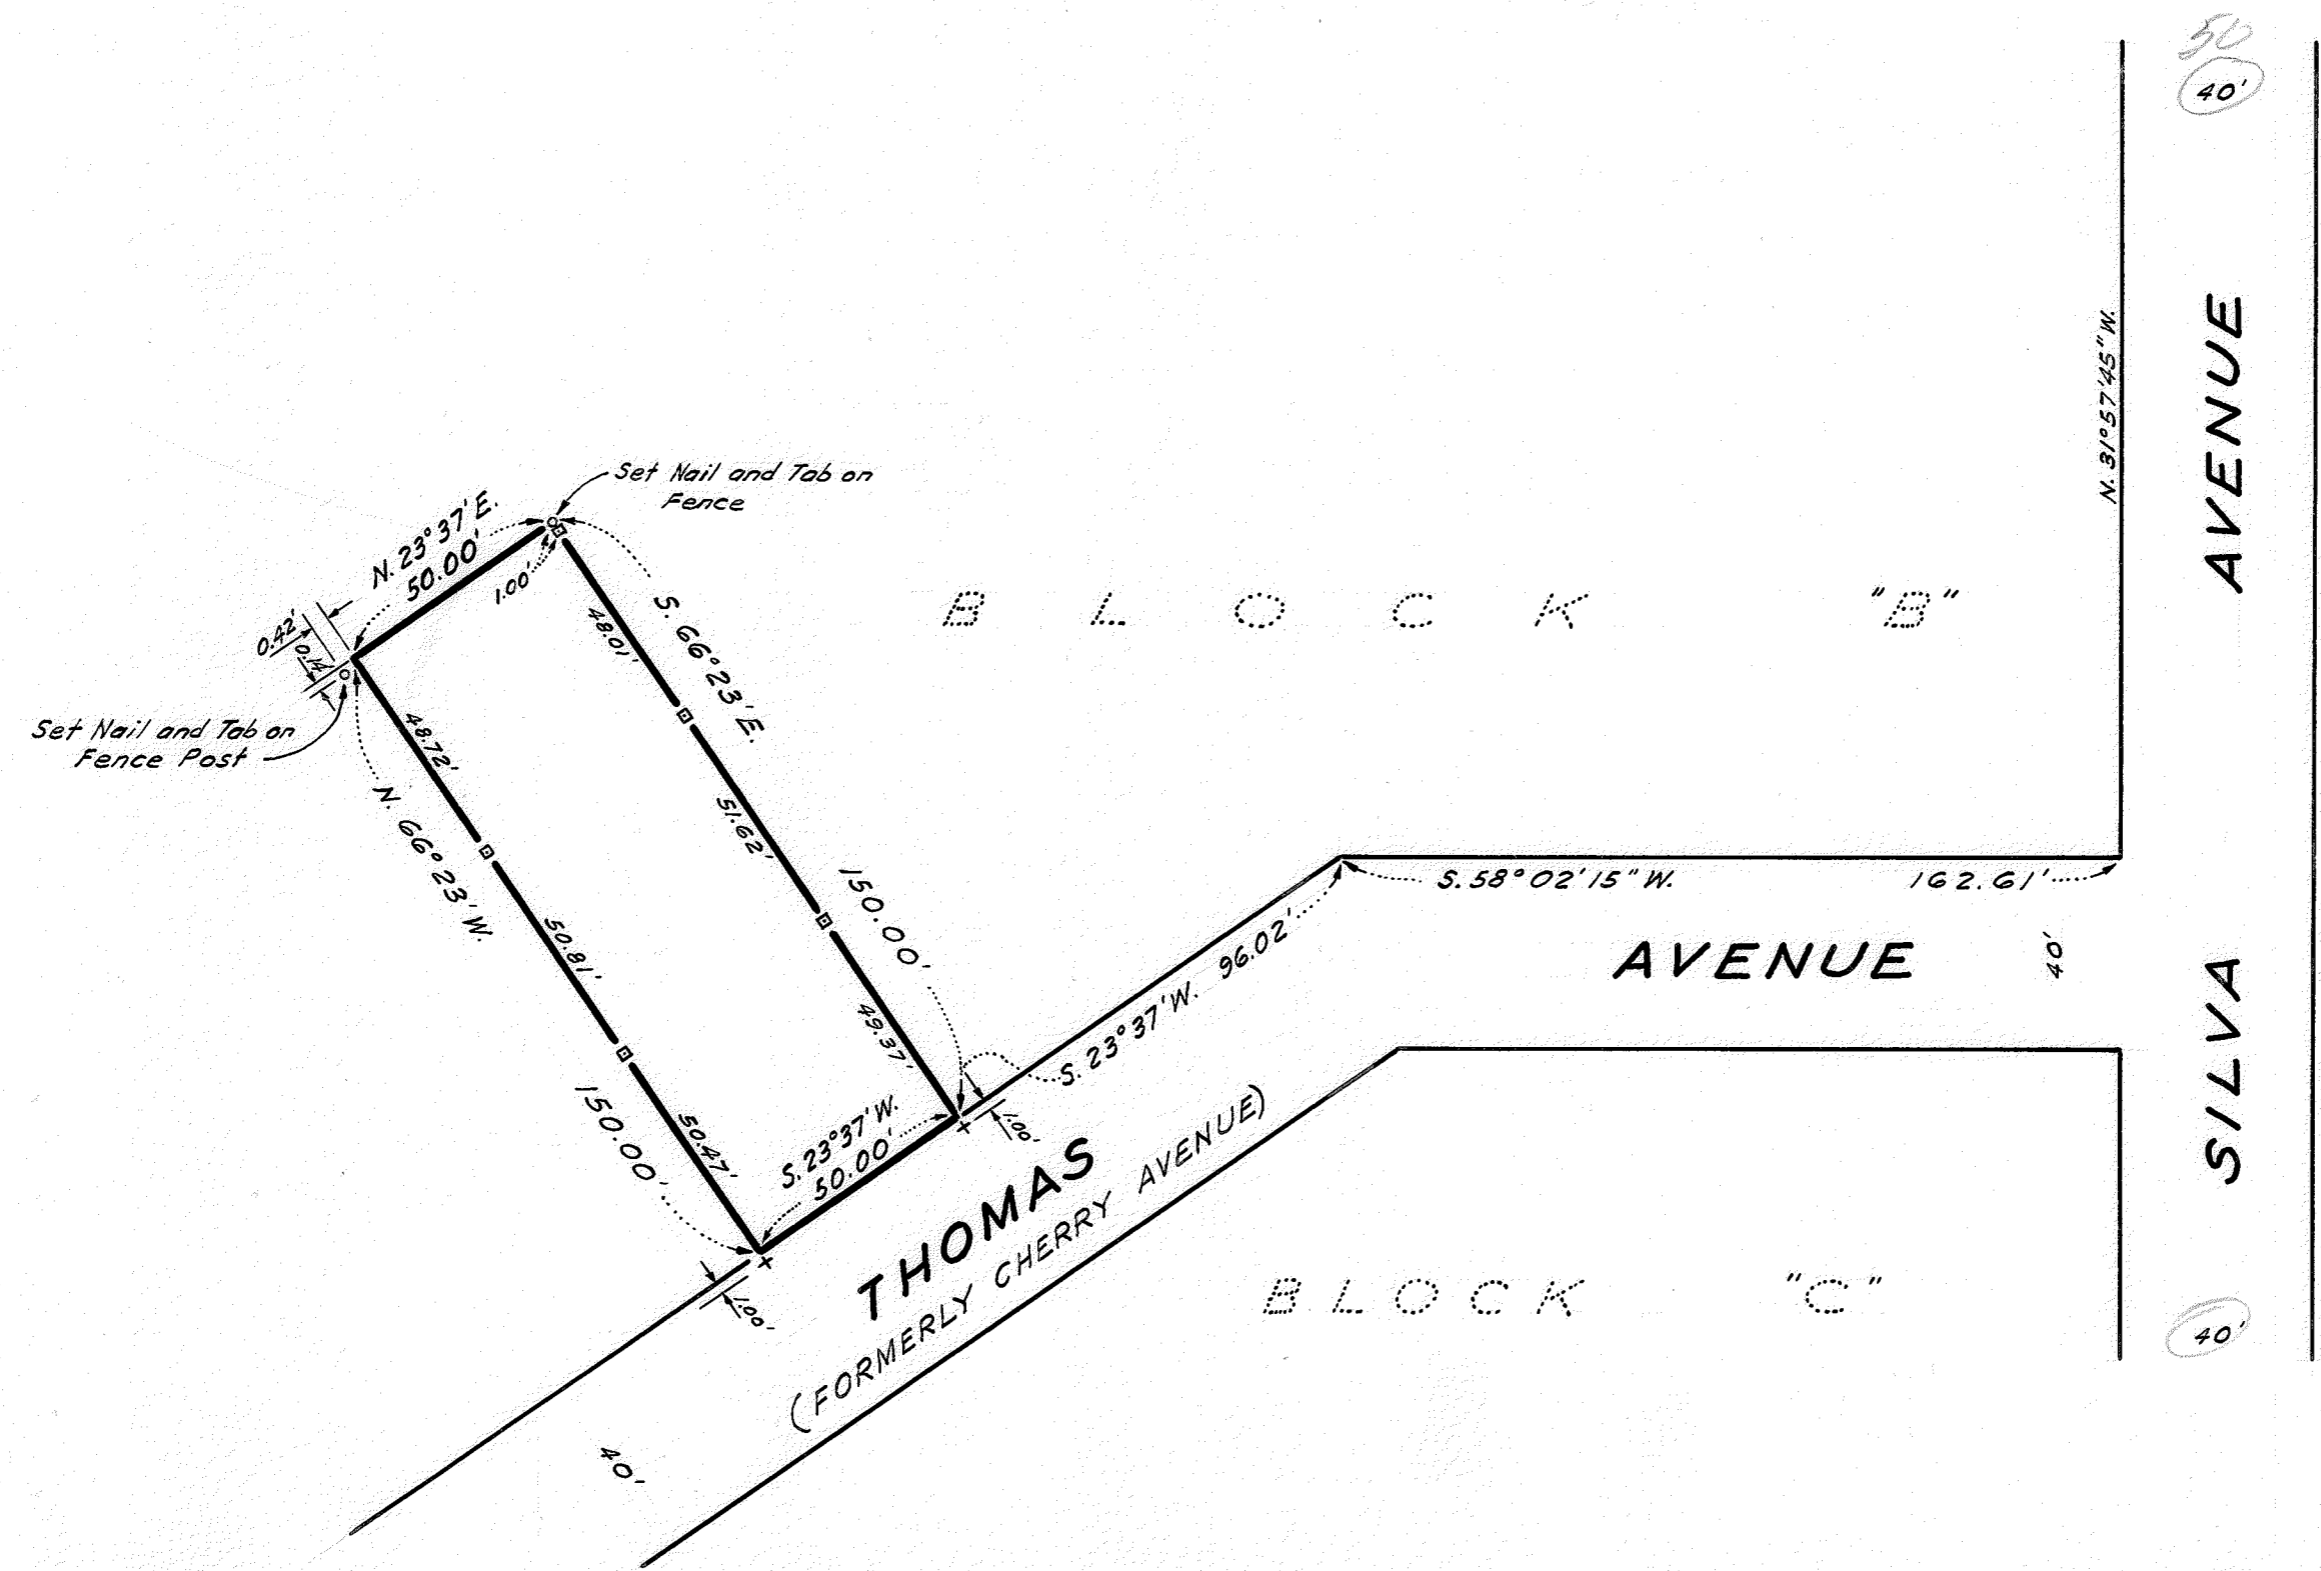 50
40'
AVENUE
N. 31°57'45"W.
Set Nail and Tab on
Fence
N. 23°37'E.
50.00'
1.00'
0.42'
0.14'
Set Nail and Tab on
Fence Post
48.01'
S. 66°23'E.
BLOCK "B"
48.72'
N. 66°23'W.
51.62'
150.00'
S. 58°02'15"W.
162.61'
AVENUE
40'
SILVA
50.81'
49.37'
S. 23°37'W. 96.02'
1.00'
150.00'
50.47'
S. 23°37'W.
50.00'
1.00'
THOMAS
(FORMERLY CHERRY AVENUE)
BLOCK "C"
40'
40'